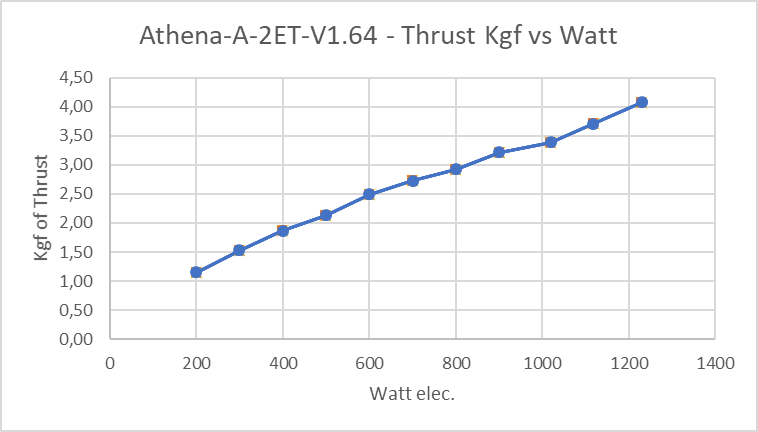 Athena-A-2ET-V1.64 - Thrust Kgf vs Watt
4,50
4,00
3,50
3,00
2,50
2,00
1,50
1,00
0,50
0,00
Kgf of Thrust
0 200 400 600 800 1000 1200 1400
Watt elec.